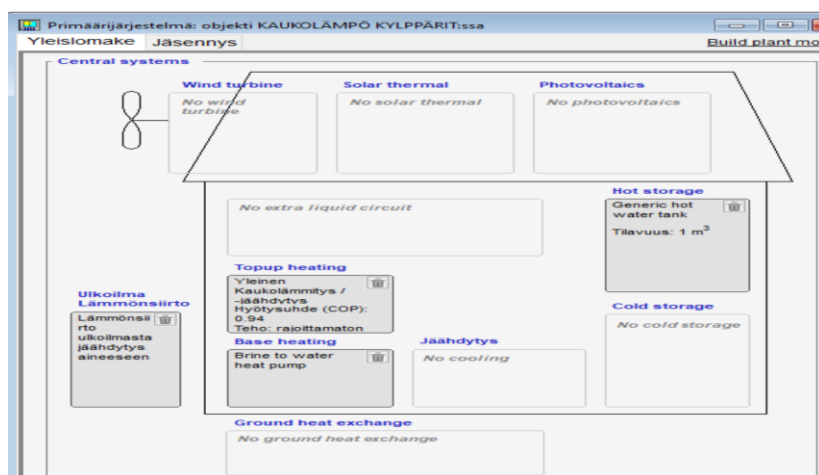 Primäärijärjestelmä: objekti KAUKOLÄMPÖ KYLPPÄRIT:ssa
Yleislomake Jäsennys Build plant mo
Central systems
Wind turbine Solar thermal Photovoltaics
No wind
turbine
No solar thermal
No photovoltaics
No extra liquid circuit
Hot storage
Generic hot
water tank
Tilavuus: 1 m³
Topup heating
Yleinen
Kaukolämmitys /
-jäähdytys
Hyötysuhde (COP):
0.94
Teho: rajoittamaton
Ulkoilma
Lämmönsiirto
Lämmönsii
rto
ulkoilmasta
jäähdytys
aineeseen
Cold storage
No cold storage
Base heating
Brine to water
heat pump
Jäähdytys
No cooling
Ground heat exchange
No ground heat exchange